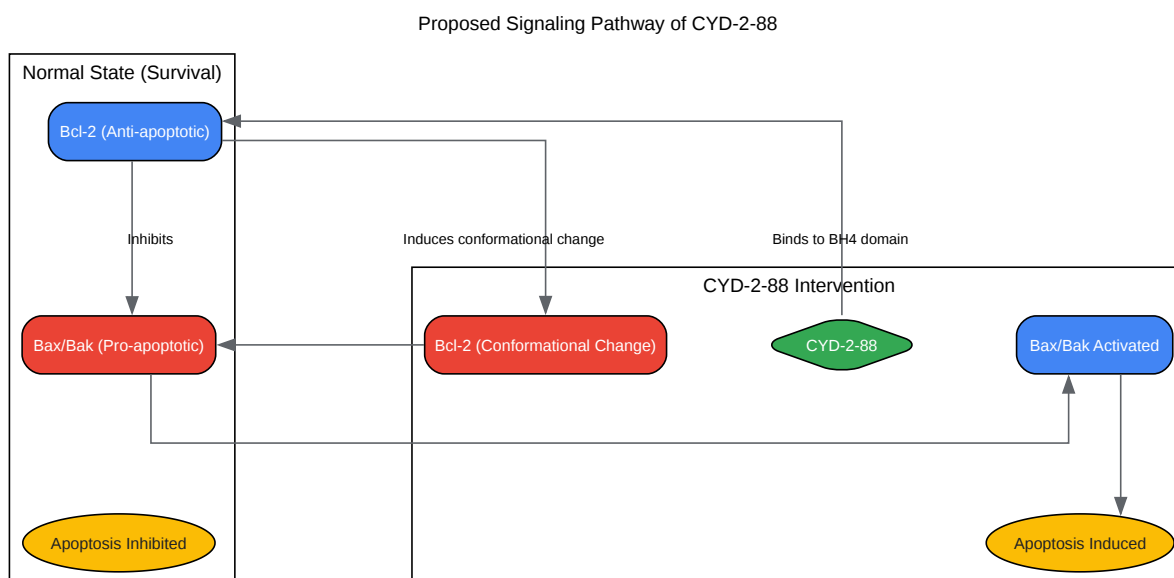 Proposed Signaling Pathway of CYD-2-88
Normal State (Survival)
Bcl-2 (Anti-apoptotic)
Inhibits
Induces conformational change
Binds to BH4 domain
CYD-2-88 Intervention
Bax/Bak (Pro-apoptotic)
Bcl-2 (Conformational Change)
CYD-2-88
Bax/Bak Activated
Apoptosis Inhibited
Apoptosis Induced